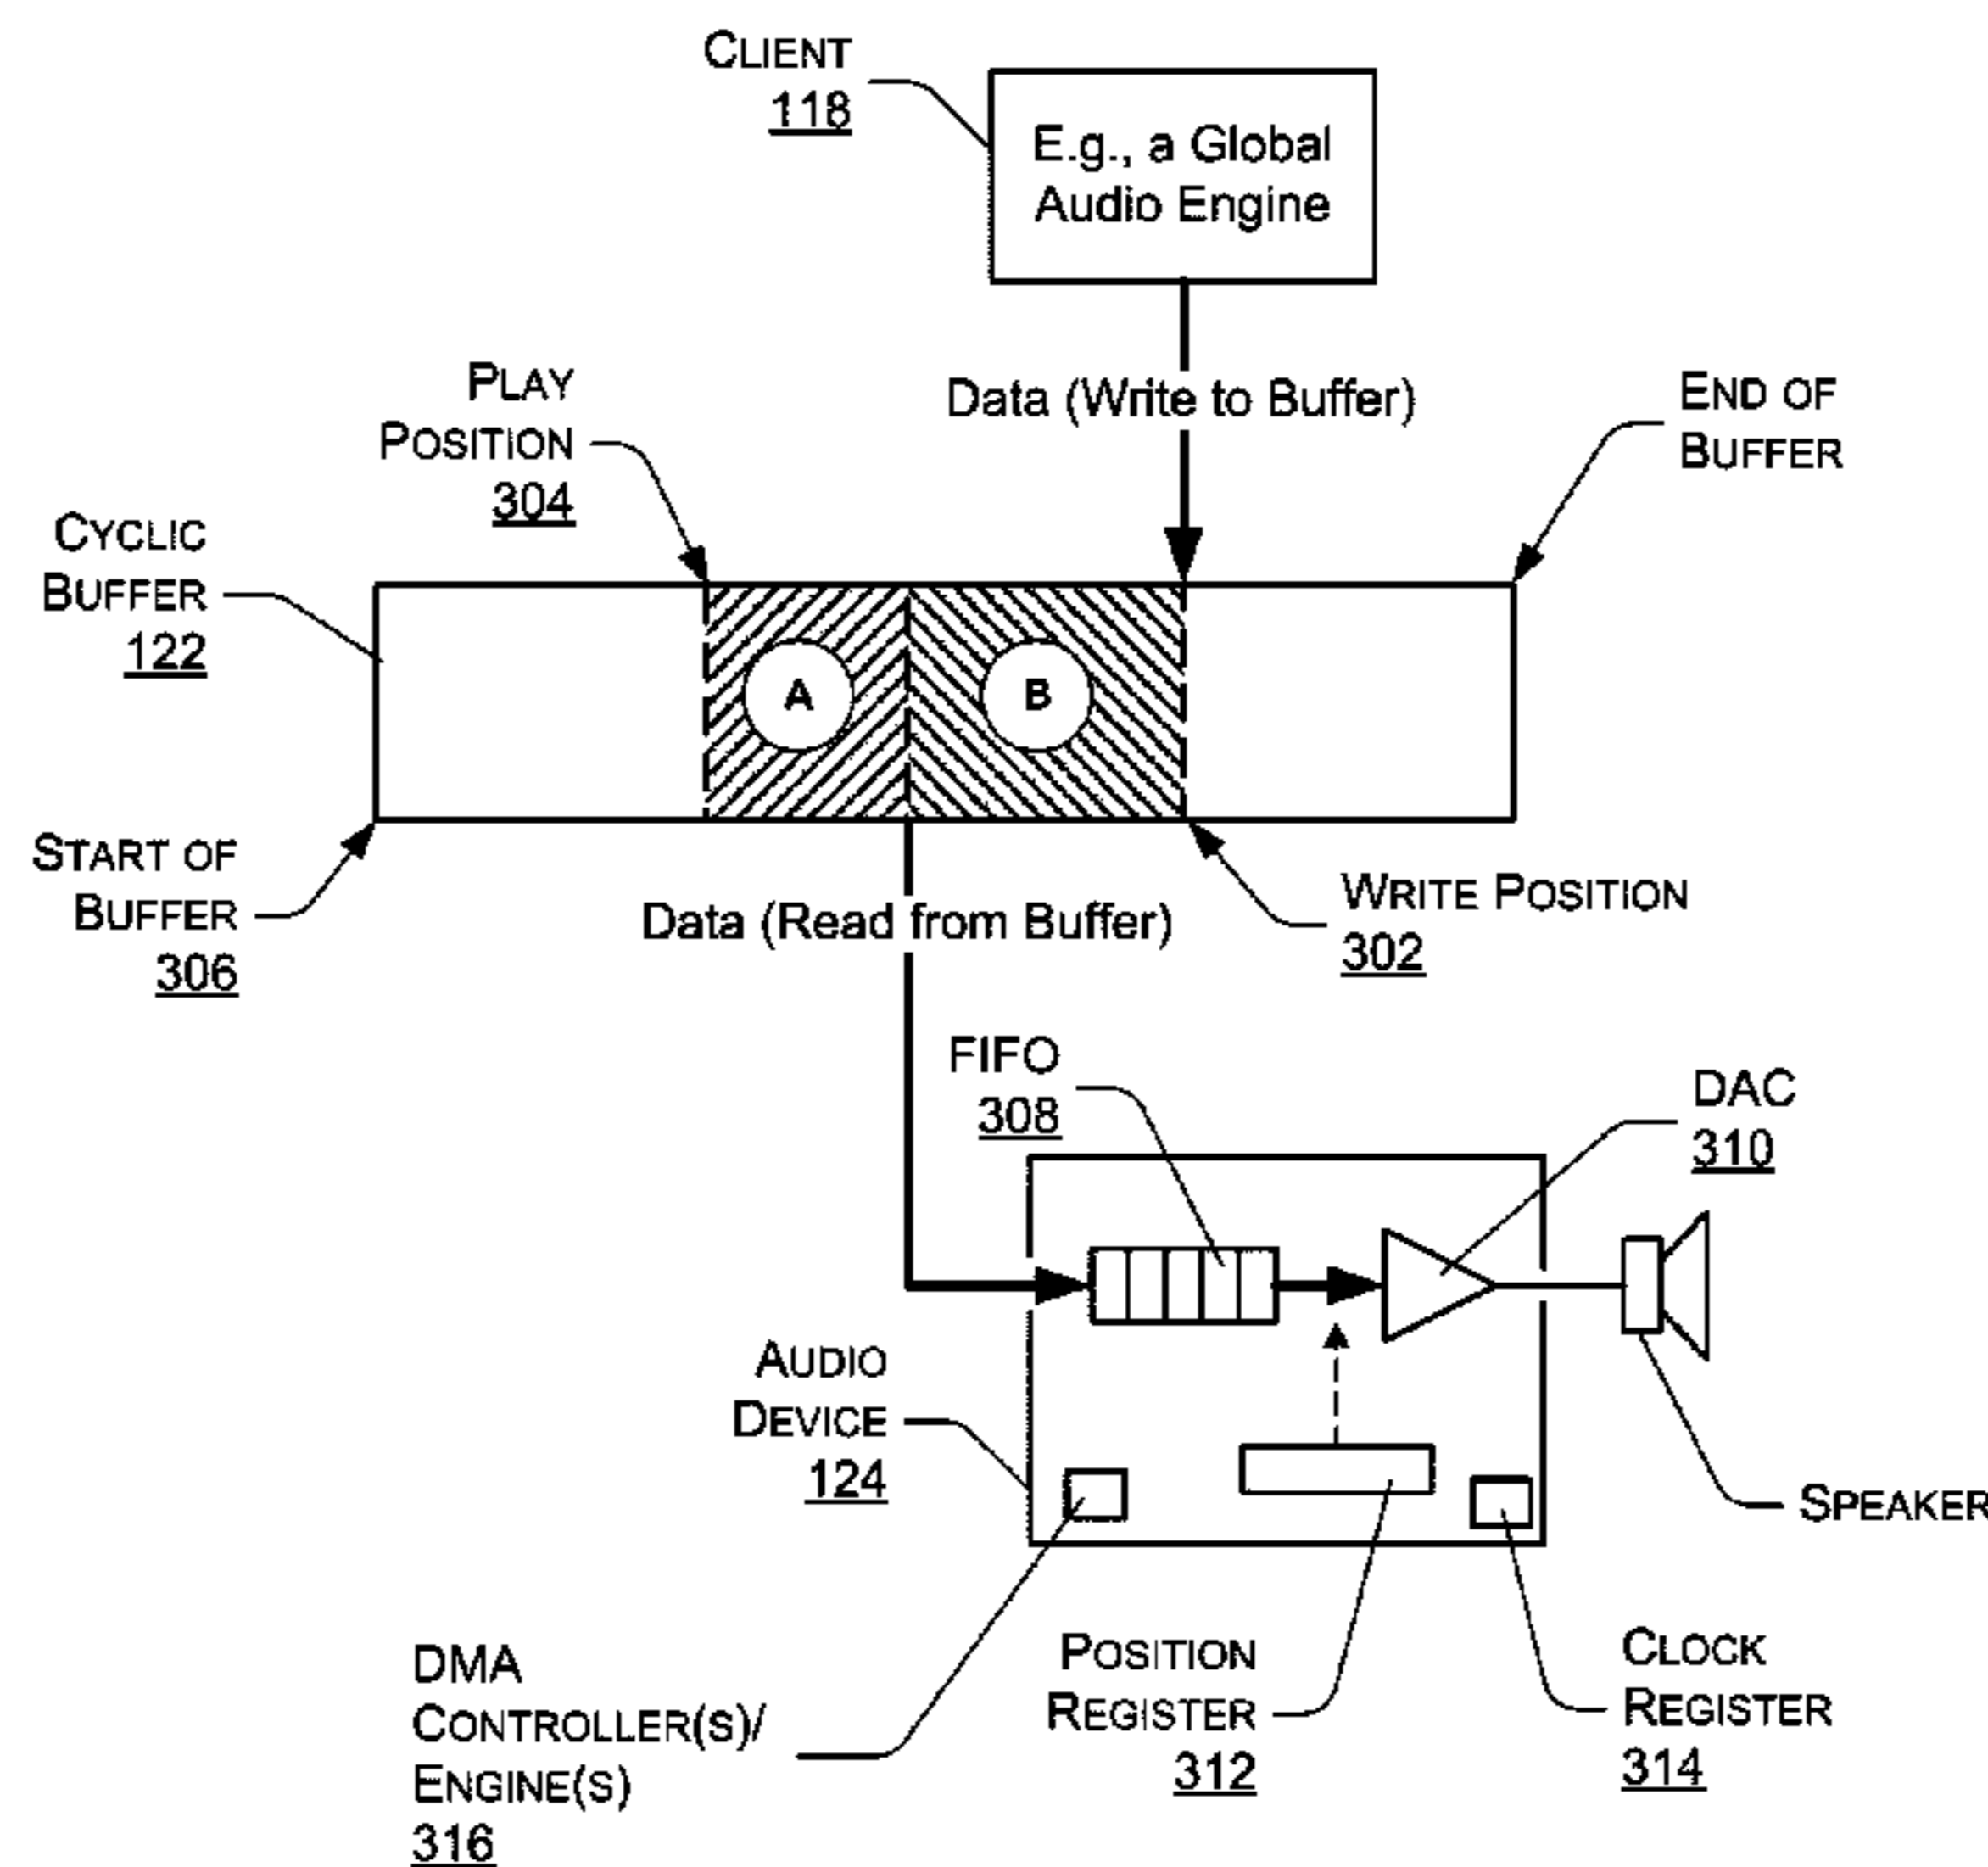 CLIENT
118
E.g., a Global
Audio Engine
PLAY
POSITION
304
Data (Write to Buffer)
END OF
BUFFER
CYCLIC
BUFFER
122
A
B
START OF
BUFFER
306
Data (Read from Buffer)
WRITE POSITION
302
FIFO
308
DAC
310
AUDIO
DEVICE
124
SPEAKER
DMA
CONTROLLER(S)/
ENGINE(S)
316
POSITION
REGISTER
312
CLOCK
REGISTER
314